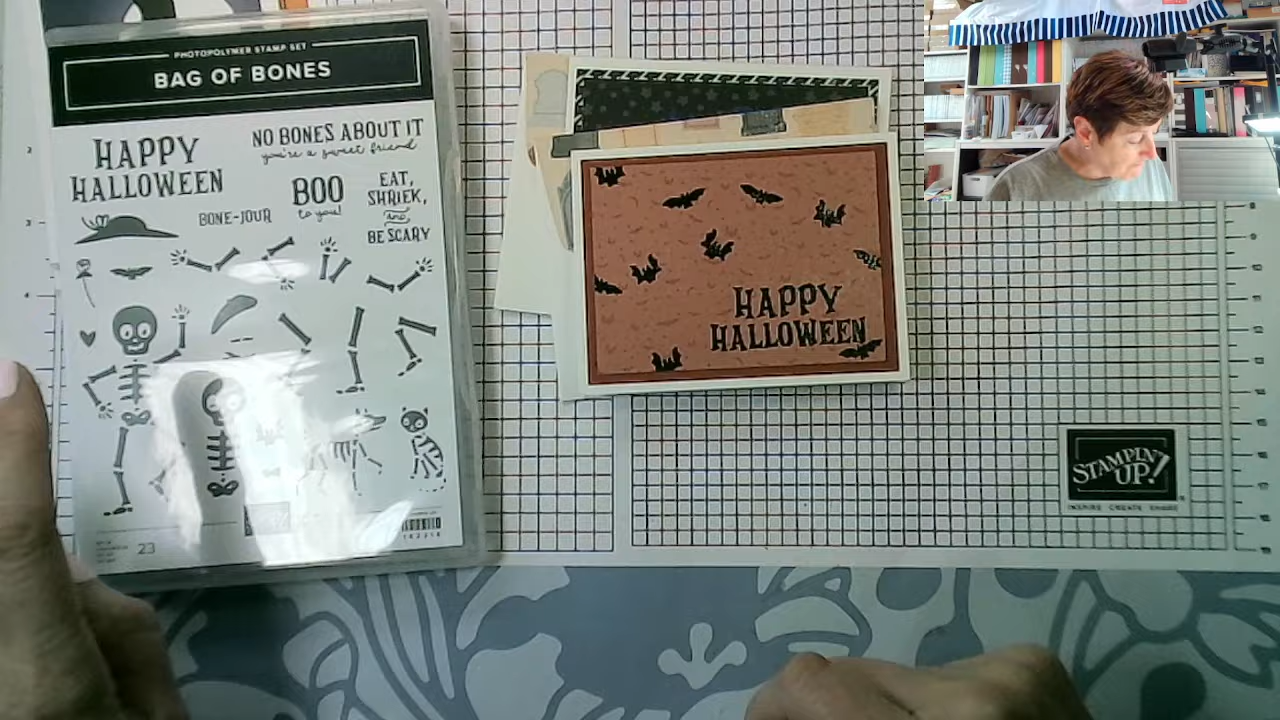 PHOTOPOLYMER STAMP SET
BAG OF BONES
HAPPY
HALLOWEEN
NO BONES ABOUT IT
you're a sweet friend
BOO
to you!
EAT,
SHRIEK,
and
BE SCARY
BONE-JOUR
23
HAPPY
HALLOWEEN
STAMPIN'
UP!
INSPIRE. CREATE. SHARE.